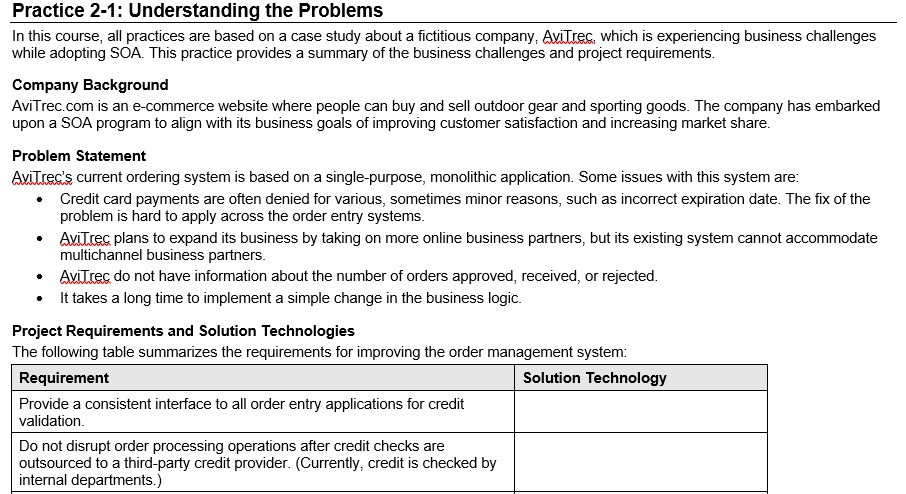 Practice 2-1: Understanding the Problems
In this course, all practices are based on a case study about a fictitious company, AviTrec, which is experiencing business challenges
while adopting SOA. This practice provides a summary of the business challenges and project requirements.
Company Background
AviTrec.com is an e-commerce website where people can buy and sell outdoor gear and sporting goods. The company has embarked
upon a SOA program to align with its business goals of improving customer satisfaction and increasing market share.
Problem Statement
AviTrec's current ordering system is based on a single-purpose, monolithic application. Some issues with this system are:
• Credit card payments are often denied for various, sometimes minor reasons, such as incorrect expiration date. The fix of the
problem is hard to apply across the order entry systems.
• AviTrec plans to expand its business by taking on more online business partners, but its existing system cannot accommodate
multichannel business partners.
• AviTrec do not have information about the number of orders approved, received, or rejected.
• It takes a long time to implement a simple change in the business logic.
Project Requirements and Solution Technologies
The following table summarizes the requirements for improving the order management system:
Requirement Solution Technology
Provide a consistent interface to all order entry applications for credit
validation.
Do not disrupt order processing operations after credit checks are
outsourced to a third-party credit provider. (Currently, credit is checked by
internal departments.)